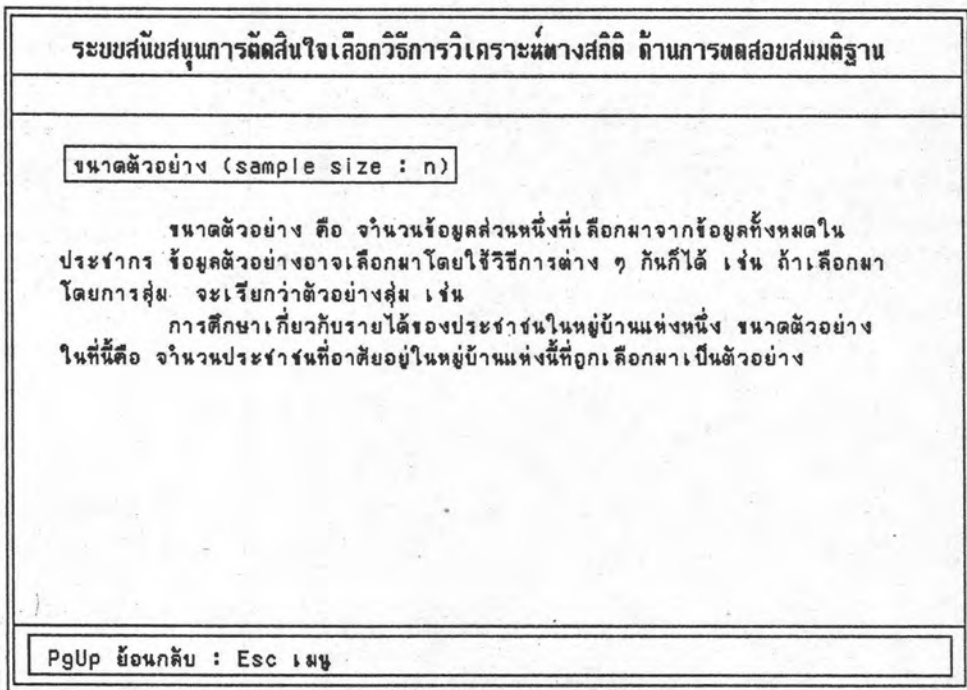 ระบบสนับสนุนการตัดสินใจเลือกวิธีการวิเคราะห์ทางสถิติ ด้านการทดสอบสมมติฐาน
ขนาดตัวอย่าง (sample size : n)
ขนาดตัวอย่าง คือ จำนวนข้อมูลส่วนหนึ่งที่เลือกมาจากข้อมูลทั้งหมดใน
ประชากร ข้อมูลตัวอย่างอาจเลือกมาโดยใช้วิธีการต่าง ๆ กันก็ได้ เช่น ถ้าเลือกมา
โดยการสุ่ม จะเรียกว่าตัวอย่างสุ่ม เช่น
การศึกษาเกี่ยวกับรายได้ของประชาชนในหมู่บ้านแห่งหนึ่ง ขนาดตัวอย่าง
ในที่นี้คือ จำนวนประชาชนที่อาศัยอยู่ในหมู่บ้านแห่งนี้ที่ถูกเลือกมาเป็นตัวอย่าง
PgUp ย้อนกลับ : Esc เมนู